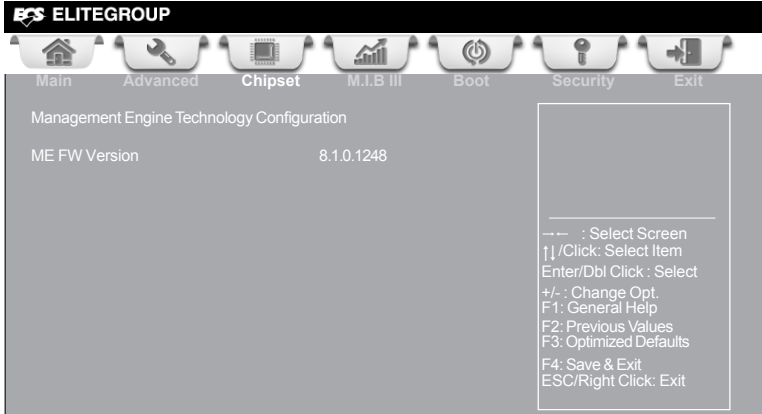 ECS ELITEGROUP
Main Advanced Chipset M.I.B III Boot Security Exit
Management Engine Technology Configuration
ME FW Version 8.1.0.1248
→← : Select Screen
↑↓/Click: Select Item
Enter/Dbl Click : Select
+/- : Change Opt.
F1: General Help
F2: Previous Values
F3: Optimized Defaults
F4: Save & Exit
ESC/Right Click: Exit